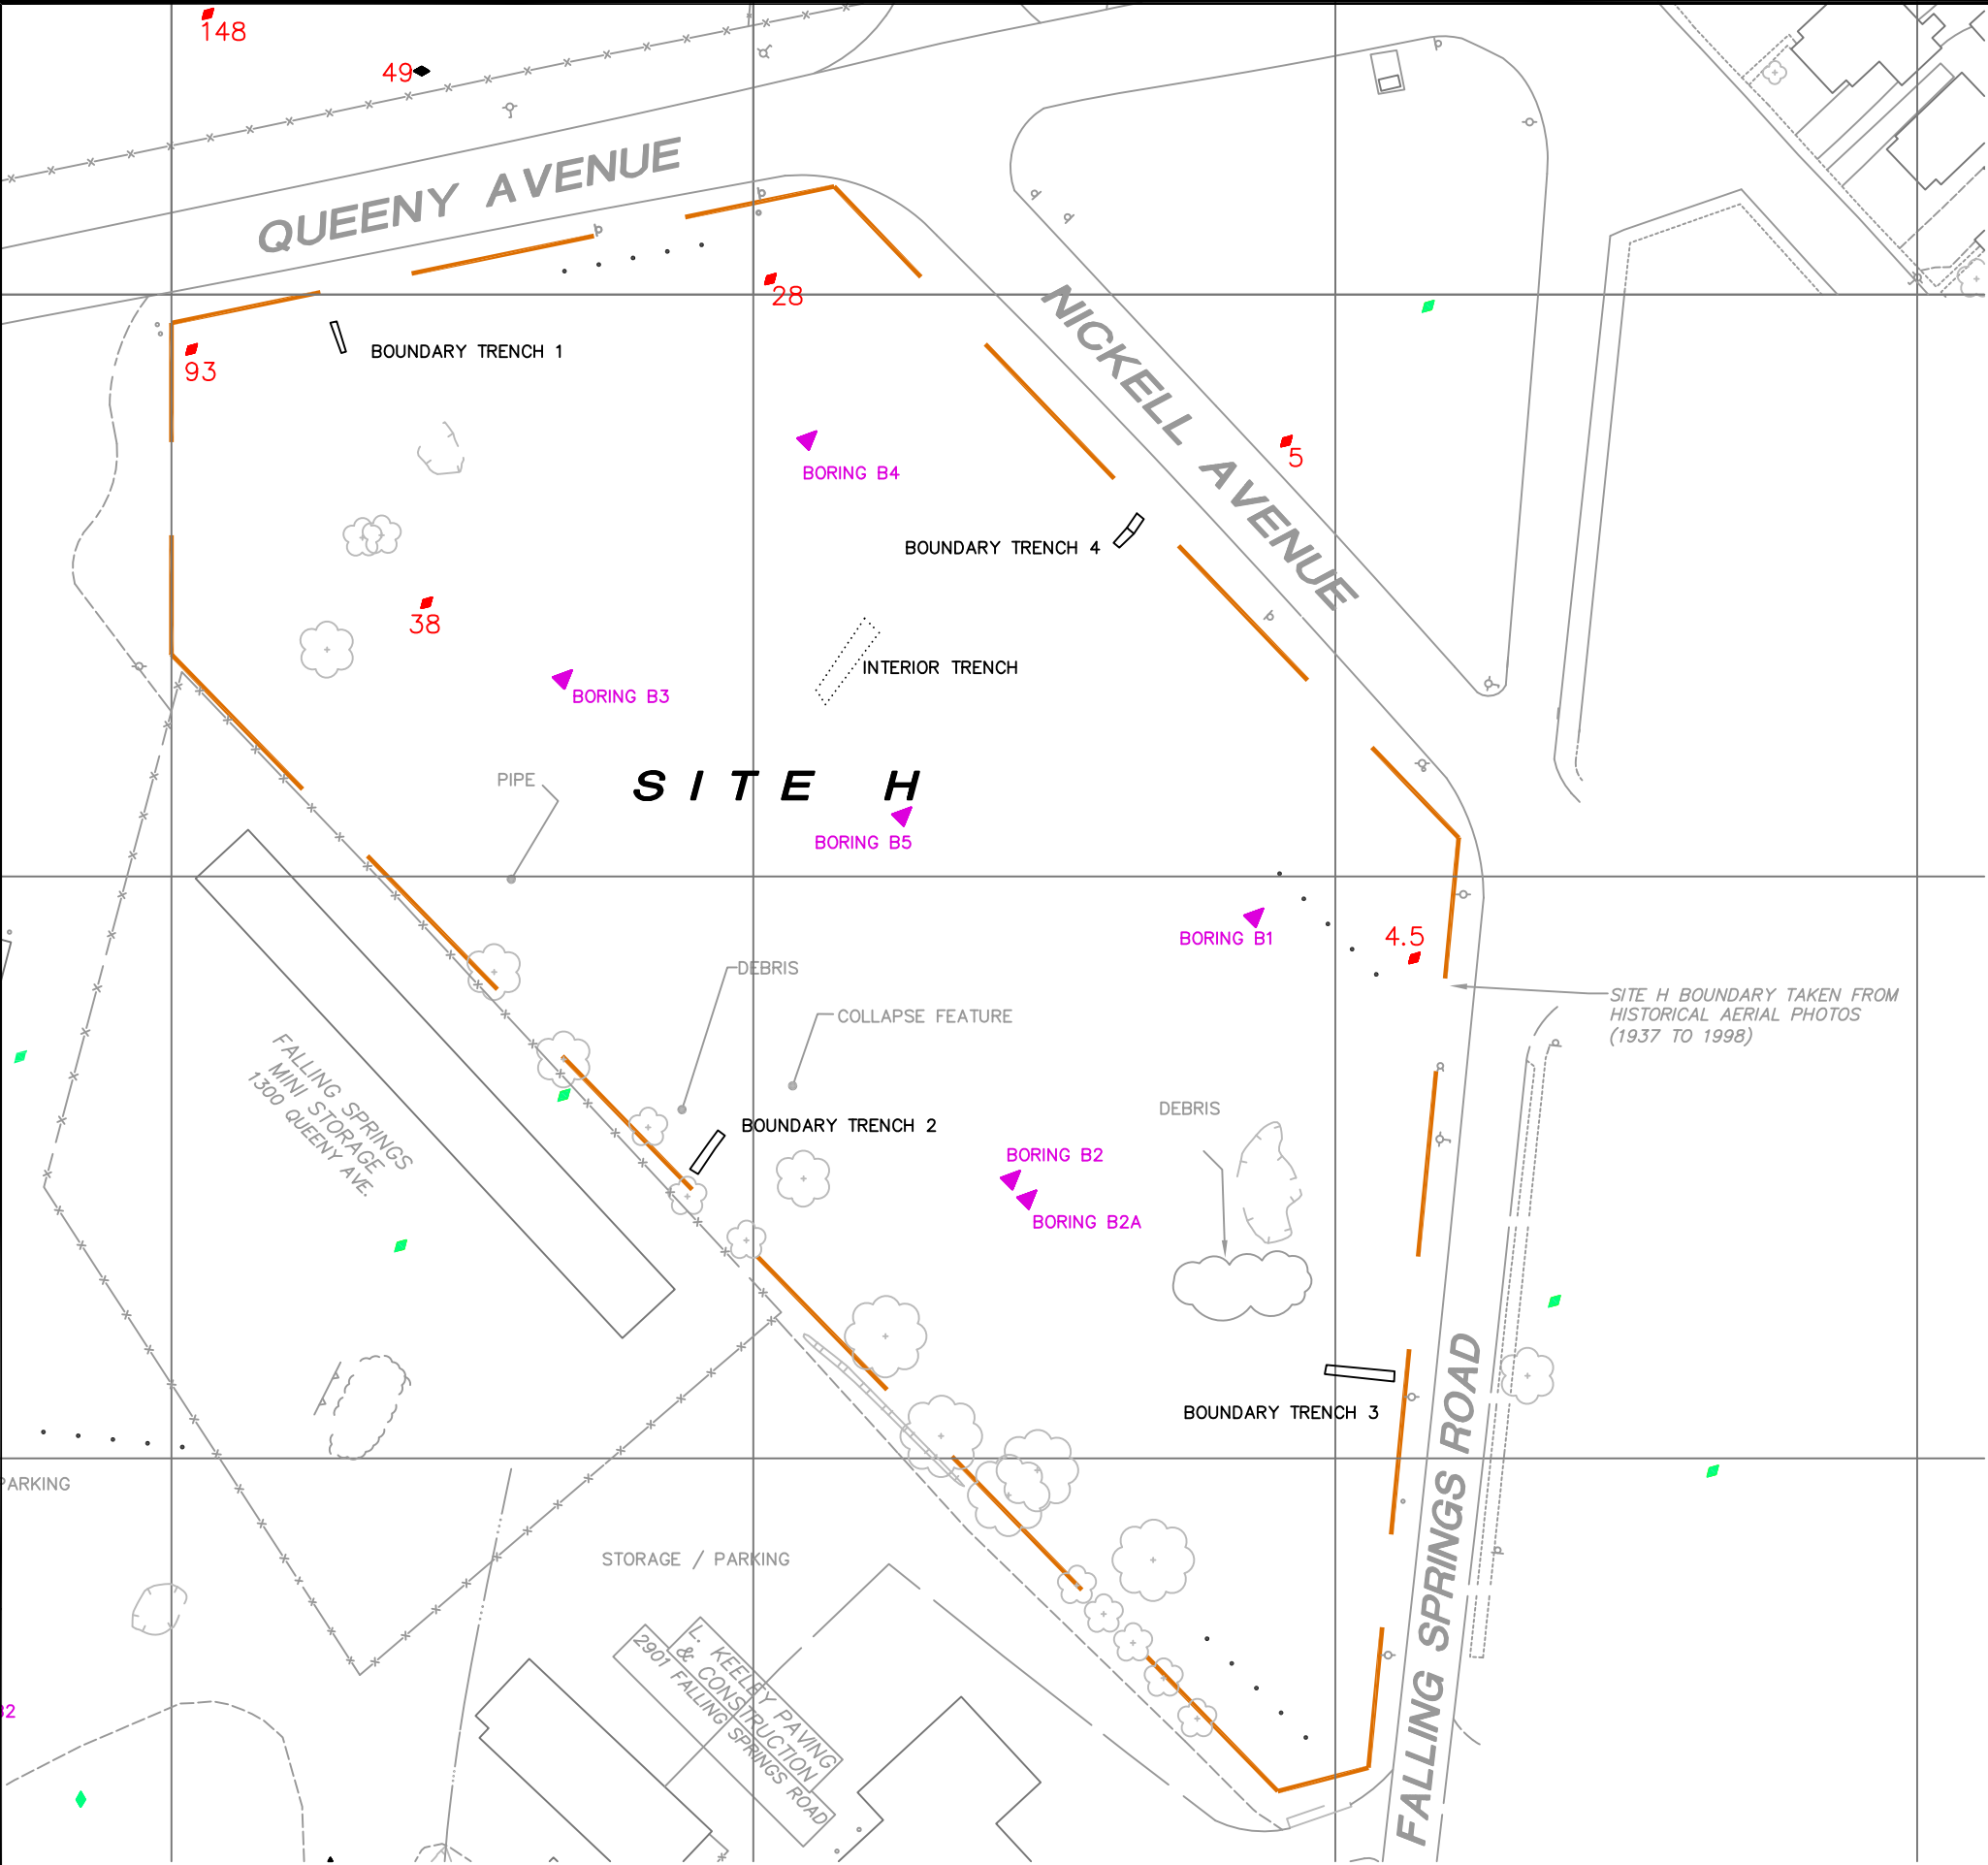 148
49
QUEENY AVENUE
28
93
BOUNDARY TRENCH 1
NICKELL AVENUE
5
BORING B4
BOUNDARY TRENCH 4
38
INTERIOR TRENCH
BORING B3
PIPE
SITE H
BORING B5
BORING B1
4.5
DEBRIS
COLLAPSE FEATURE
SITE H BOUNDARY TAKEN FROM
HISTORICAL AERIAL PHOTOS
(1937 TO 1998)
FALLING SPRINGS
MINI STORAGE
1300 QUEENY AVE.
BOUNDARY TRENCH 2
DEBRIS
BORING B2
BORING B2A
BOUNDARY TRENCH 3
FALLING SPRINGS ROAD
PARKING
STORAGE / PARKING
L. KEELEY PAVING
& CONSTRUCTION
2901 FALLING SPRINGS ROAD
B2